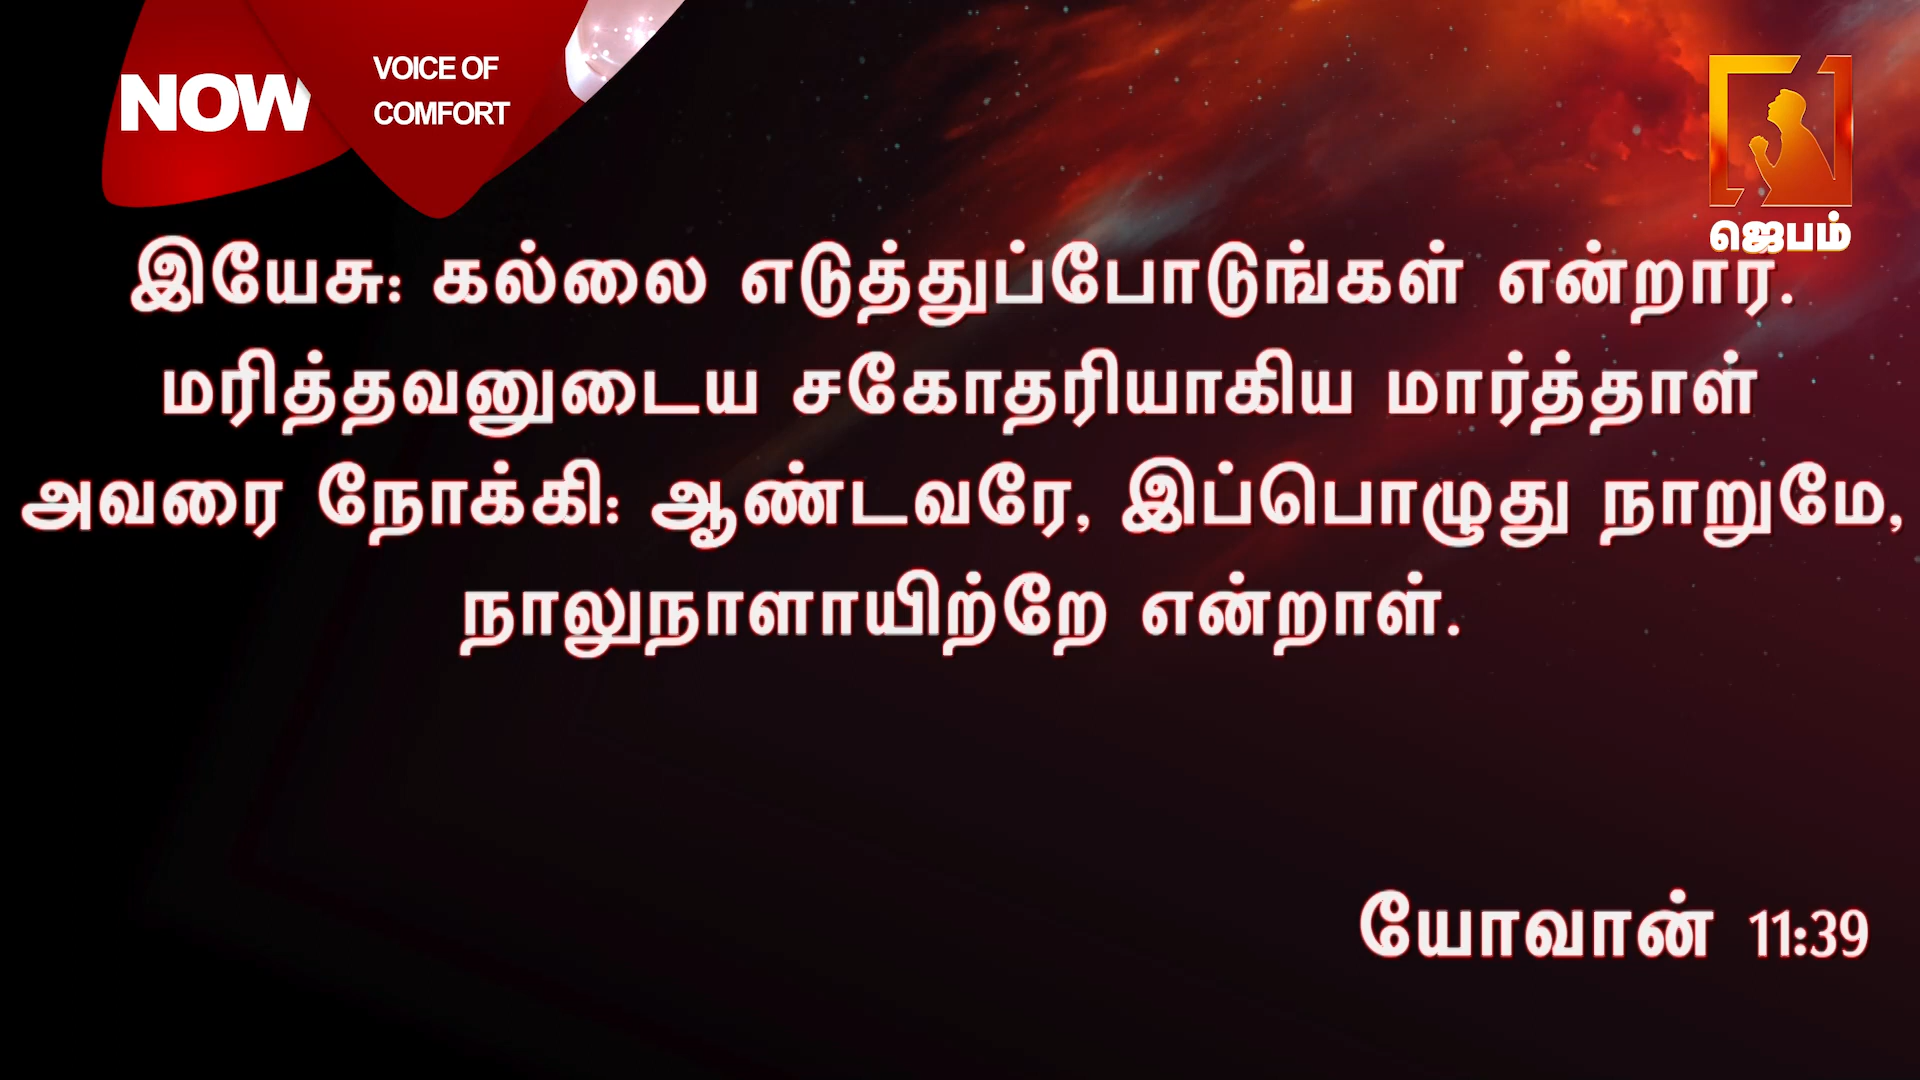 NOW
VOICE OF
COMFORT
ஜெபம்
இயேசு: கல்லை எடுத்துப்போடுங்கள் என்றார்.
மரித்தவனுடைய சகோதரியாகிய மார்த்தாள்
அவரை நோக்கி: ஆண்டவரே, இப்பொழுது நாறுமே,
நாலுநாளாயிற்றே என்றாள்.
யோவான் 11:39